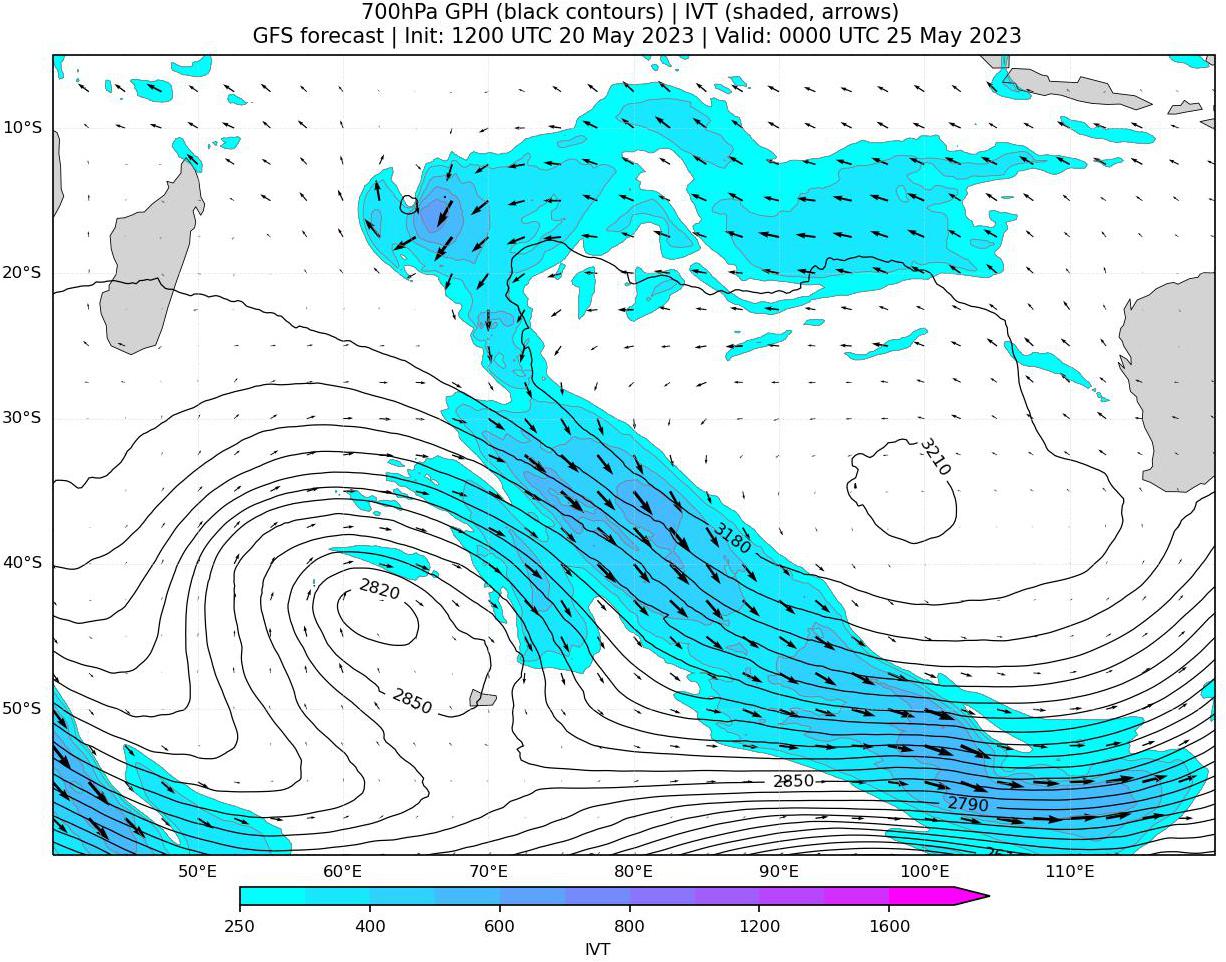 700hPa GPH (black contours) | IVT (shaded, arrows)
GFS forecast | Init: 1200 UTC 20 May 2023 | Valid: 0000 UTC 25 May 2023
10°S
20°S
30°S
3210
3180
40°S
2820
2850
50°S
2850
2790
50°E
60°E
70°E
80°E
90°E
100°E
110°E
250
400
600
800
1200
1600
IVT